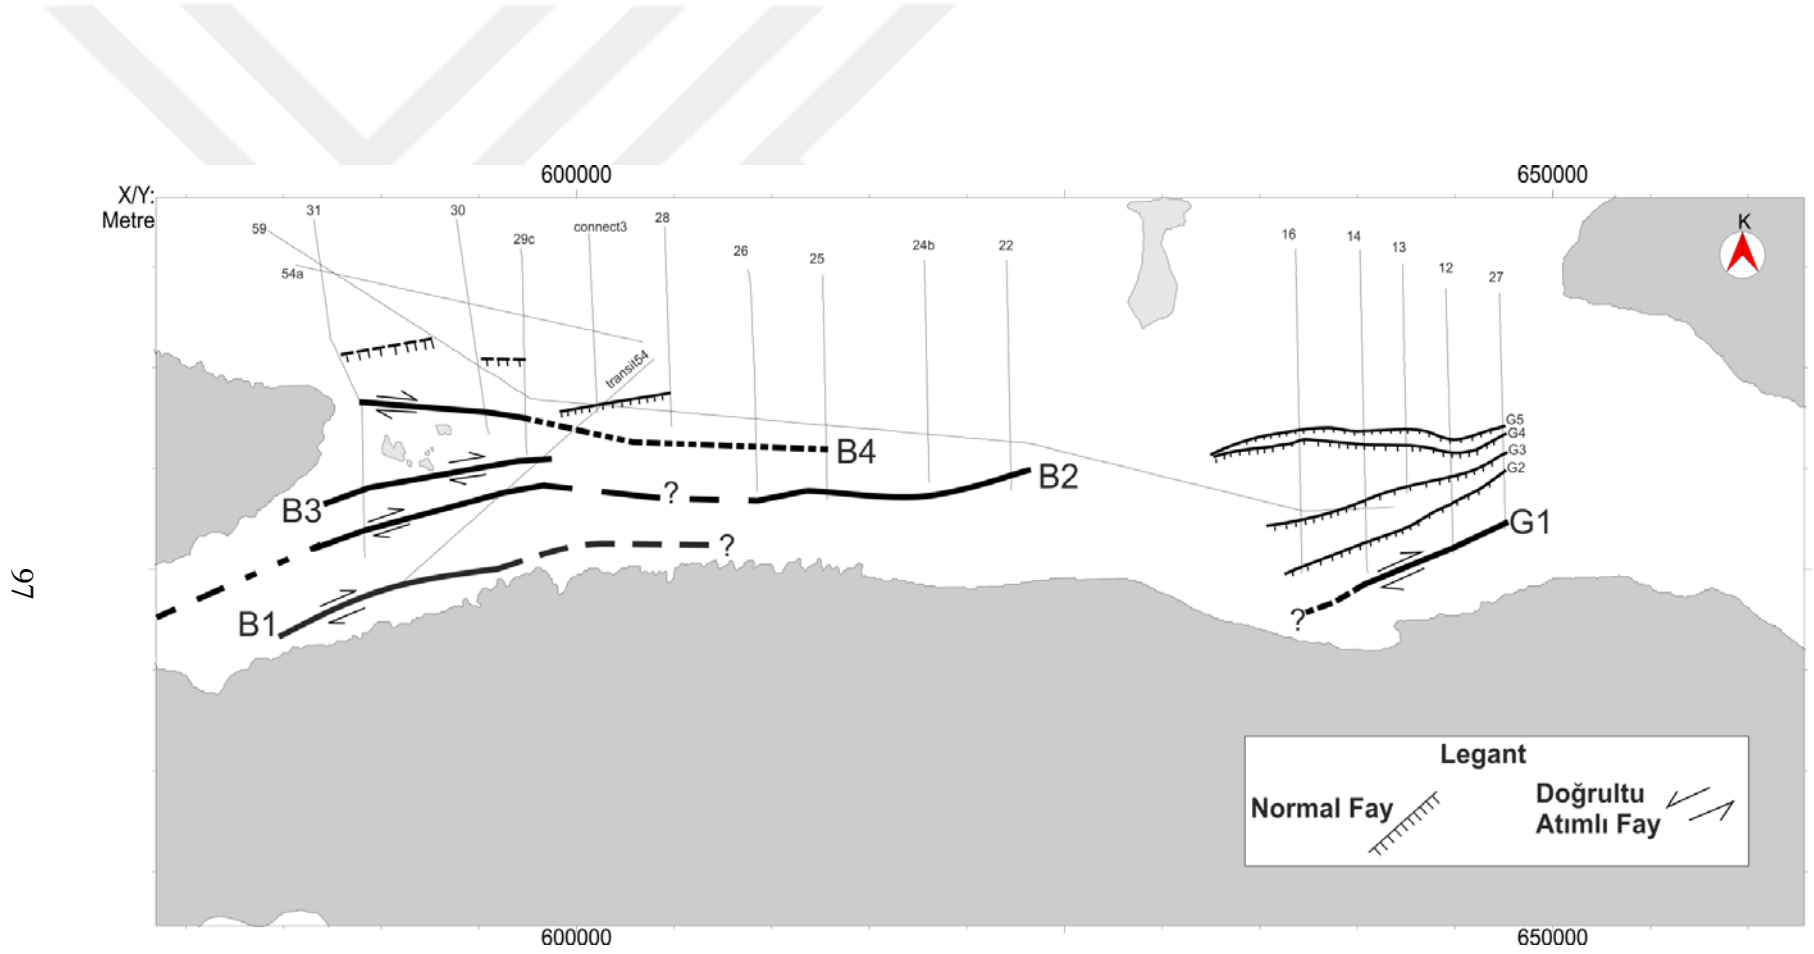 600000
650000
X/Y:
Metre
31
30
59
29c
connect3
28
54a
26
25
24b
22
16
14
13
12
27
K
transit54
B4
B3
B2
?
?
B1
G5
G4
G3
G2
G1
?
Legant
Normal Fay
Doğrultu
Atımlı Fay
600000
650000
97